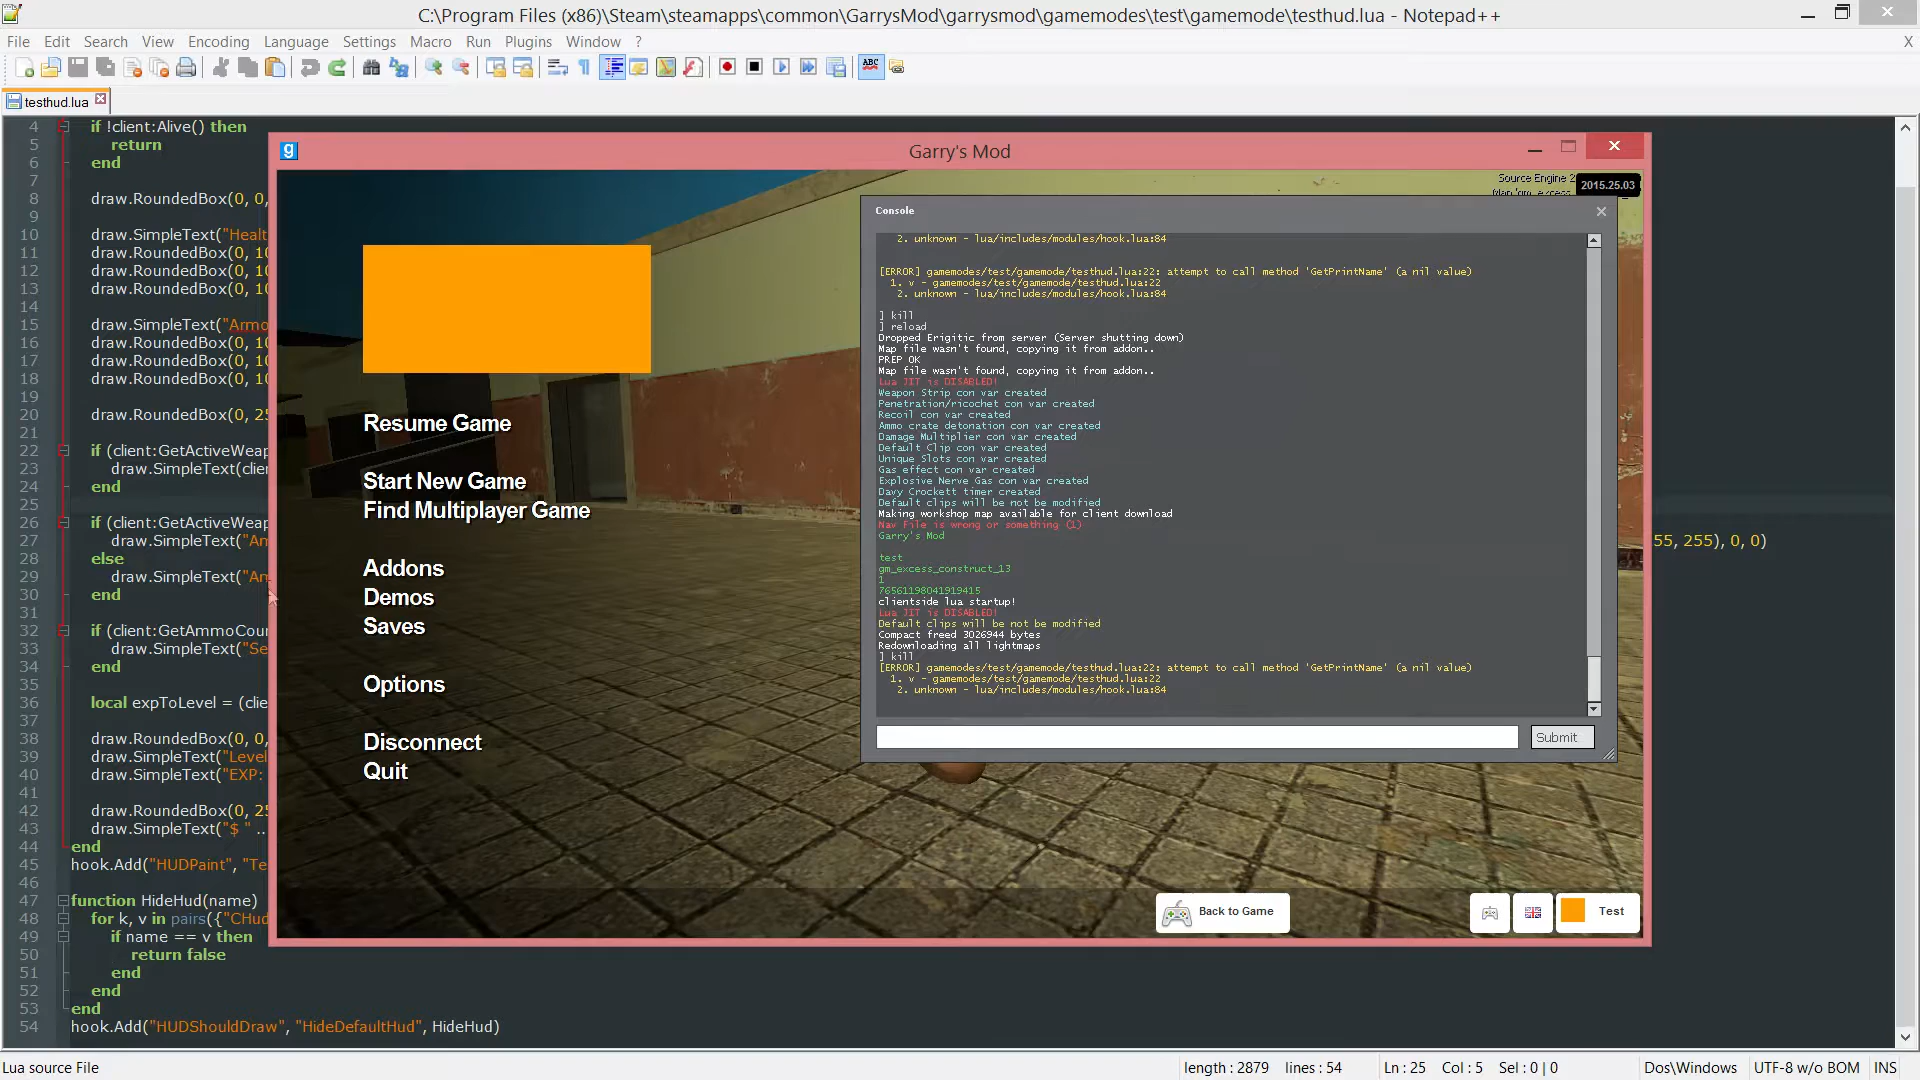 C:\Program Files (x86)\Steam\steamapps\common\GarrysMod\garrysmod\gamemodes\test\gamemode\testhud.lua - Notepad++
File Edit Search View Encoding Language Settings Macro Run Plugins Window ? X
testhud.lua
4 if !client:Alive() then
5 return
6 end
7
8 draw.RoundedBox(0, 0,
9
10 draw.SimpleText("Healt
11 draw.RoundedBox(0, 10
12 draw.RoundedBox(0, 10
13 draw.RoundedBox(0, 10
14
15 draw.SimpleText("Armo
16 draw.RoundedBox(0, 10
17 draw.RoundedBox(0, 10
18 draw.RoundedBox(0, 10
19
20 draw.RoundedBox(0, 25
21
22 if (client:GetActiveWeap
23 draw.SimpleText(clie
24 end
25
26 if (client:GetActiveWeap
27 draw.SimpleText("Am 55, 255), 0, 0)
28 else
29 draw.SimpleText("Am
30 end
31
32 if (client:GetAmmoCou
33 draw.SimpleText("Se
34 end
35
36 local expToLevel = (clie
37
38 draw.RoundedBox(0, 0,
39 draw.SimpleText("Level
40 draw.SimpleText("EXP:
41
42 draw.RoundedBox(0, 25
43 draw.SimpleText("$ " ..
44 end
45 hook.Add("HUDPaint", "Te
46
47 function HideHud(name)
48 for k, v in pairs({"CHud
49 if name == v then
50 return false
51 end
52 end
53 end
54 hook.Add("HUDShouldDraw", "HideDefaultHud", HideHud)
Garry's Mod
Source Engine 2
2015.25.03
Resume Game
Start New Game
Find Multiplayer Game
Addons
Demos
Saves
Options
Disconnect
Quit
Console
2. unknown - lua/includes/modules/hook.lua:84
[ERROR] gamemodes/test/gamemode/testhud.lua:22: attempt to call method 'GetPrintName' (a nil value)
1. v - gamemodes/test/gamemode/testhud.lua:22
2. unknown - lua/includes/modules/hook.lua:84
] kill
] reload
Dropped Erigitic from server (Server shutting down)
Map file wasn't found, copying it from addon..
PREP OK
Map file wasn't found, copying it from addon..
Lua JIT is DISABLED!
Weapon Strip con var created
Penetration/ricochet con var created
Recoil con var created
Ammo crate detonation con var created
Damage Multiplier con var created
Default Clip con var created
Unique Slots con var created
Gas effect con var created
Explosive Nerve Gas con var created
Davy Crockett timer created
Default clips will be not be modified
Making workshop map available for client download
Nav File is wrong or something (1)
Garry's Mod
test
gm_excess_construct_13
1
76561198041919415
clientside lua startup!
Lua JIT is DISABLED!
Default clips will be not be modified
Compact freed 3026944 bytes
Redownloading all lightmaps
] kill
[ERROR] gamemodes/test/gamemode/testhud.lua:22: attempt to call method 'GetPrintName' (a nil value)
1. v - gamemodes/test/gamemode/testhud.lua:22
2. unknown - lua/includes/modules/hook.lua:84
Submit
Back to Game
Test
Lua source File length : 2879 lines : 54 Ln : 25 Col : 5 Sel : 0 | 0 Dos\Windows UTF-8 w/o BOM INS